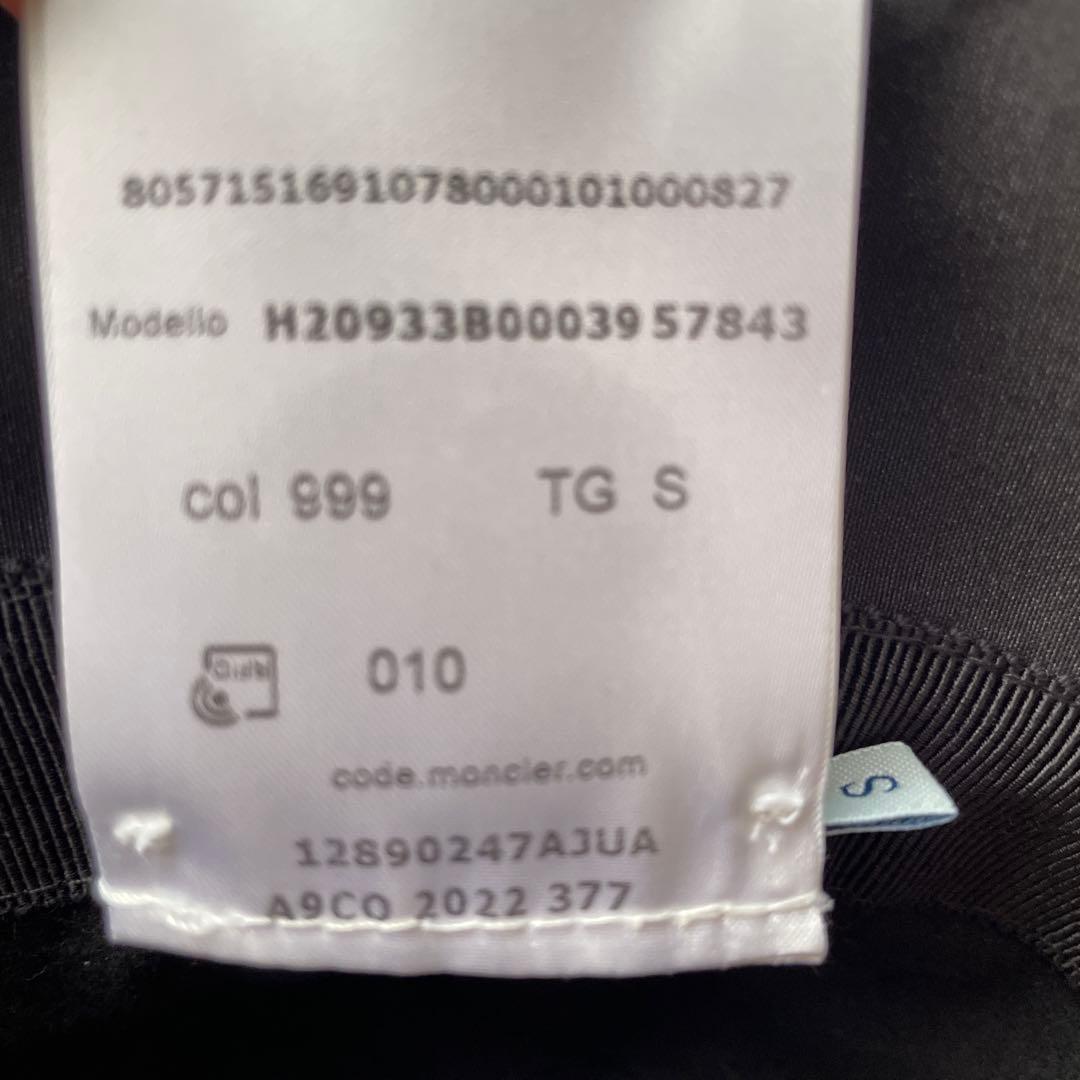 8057151691078000101000827
Modello H20933B00039 57843
col 999 TG S
010
code.moncler.com
S
12890247AJUA
A9CO 2022 377